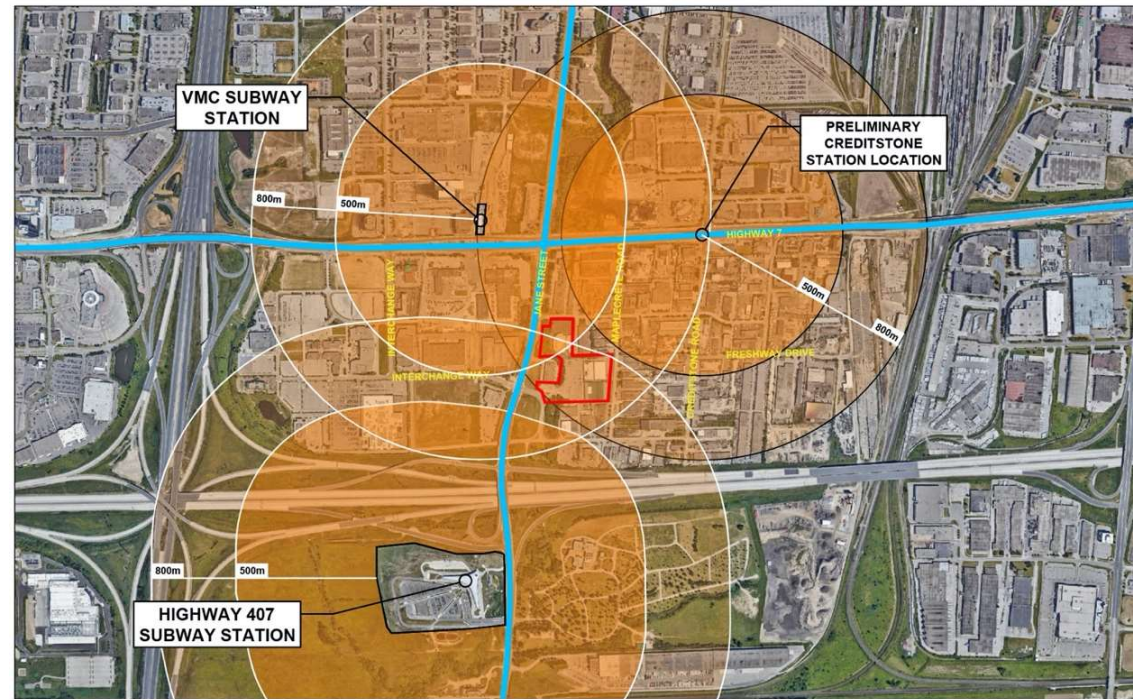 VMC SUBWAY
STATION
PRELIMINARY
CREDITSTONE
STATION LOCATION
800m
500m
HIGHWAY 7
JANE STREET
INTERCHANGE WAY
MAPLECRETE ROAD
500m
800m
CREDITSTONE ROAD
FRESHWAY DRIVE
INTERCHANGE WAY
800m
500m
HIGHWAY 407
SUBWAY STATION